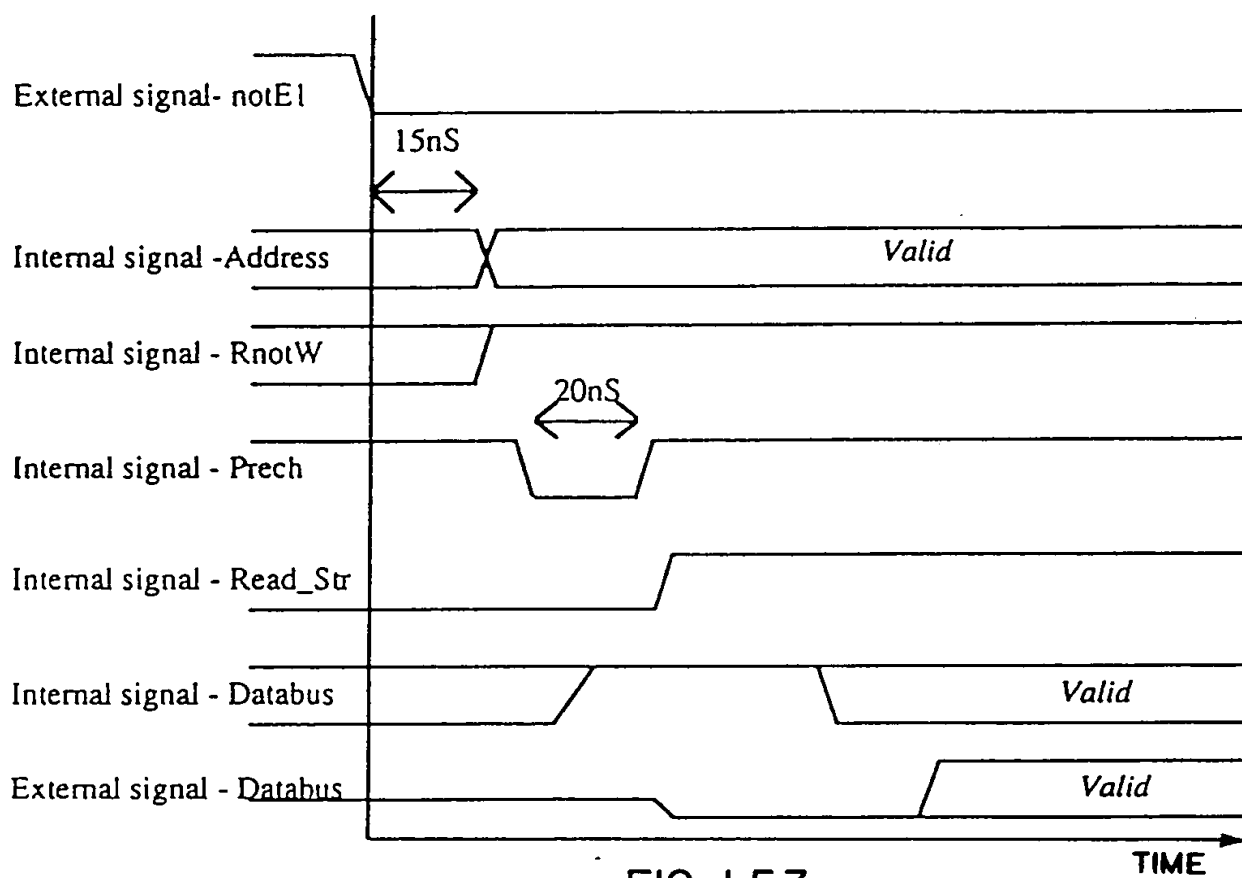 External signal- notE1
15nS
Internal signal -Address
Valid
Internal signal - RnotW
20nS
Internal signal - Prech
Internal signal - Read_Str
Internal signal - Databus
Valid
External signal - Databus
Valid
TIME